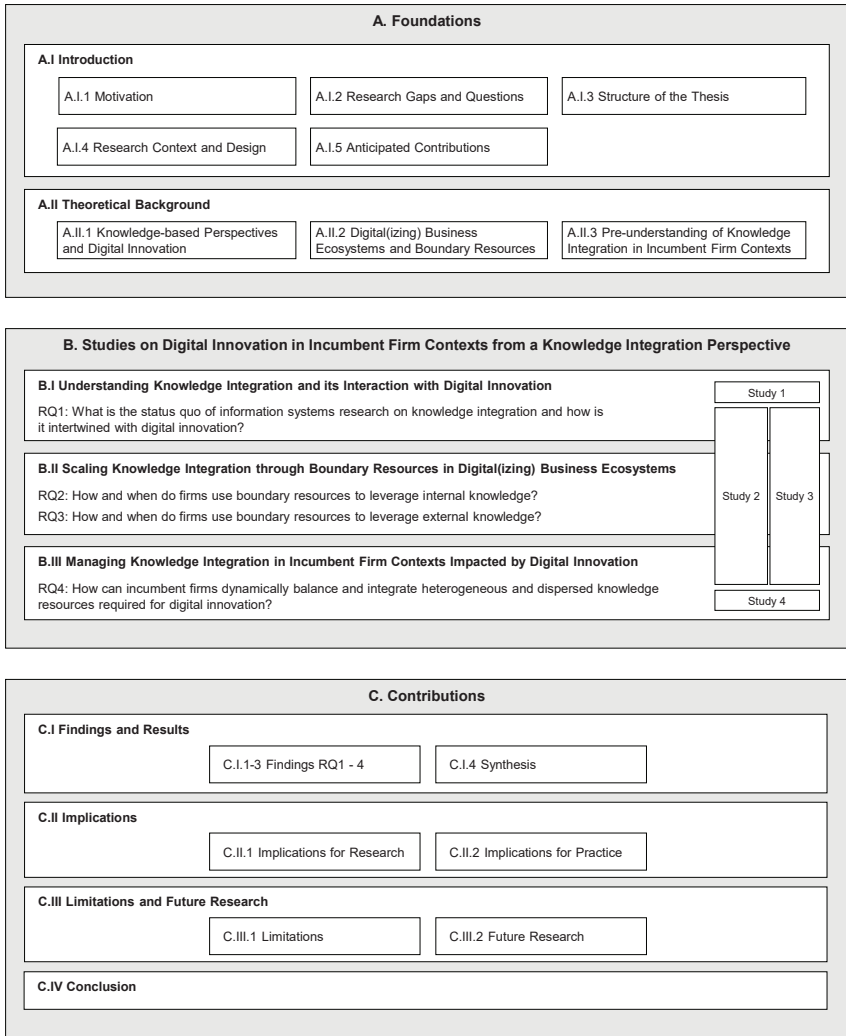 A. Foundations
A.I Introduction
A.I.1 Motivation
A.I.2 Research Gaps and Questions
A.I.3 Structure of the Thesis
A.I.4 Research Context and Design
A.I.5 Anticipated Contributions
A.II Theoretical Background
A.II.1 Knowledge-based Perspectives
and Digital Innovation
A.II.2 Digital(izing) Business
Ecosystems and Boundary Resources
A.II.3 Pre-understanding of Knowledge
Integration in Incumbent Firm Contexts
B. Studies on Digital Innovation in Incumbent Firm Contexts from a Knowledge Integration Perspective
B.I Understanding Knowledge Integration and its Interaction with Digital Innovation
RQ1: What is the status quo of information systems research on knowledge integration and how is
it intertwined with digital innovation?
Study 1
B.II Scaling Knowledge Integration through Boundary Resources in Digital(izing) Business Ecosystems
RQ2: How and when do firms use boundary resources to leverage internal knowledge?
RQ3: How and when do firms use boundary resources to leverage external knowledge?
Study 2
Study 3
B.III Managing Knowledge Integration in Incumbent Firm Contexts Impacted by Digital Innovation
RQ4: How can incumbent firms dynamically balance and integrate heterogeneous and dispersed knowledge
resources required for digital innovation?
Study 4
C. Contributions
C.I Findings and Results
C.I.1-3 Findings RQ1 - 4
C.I.4 Synthesis
C.II Implications
C.II.1 Implications for Research
C.II.2 Implications for Practice
C.III Limitations and Future Research
C.III.1 Limitations
C.III.2 Future Research
C.IV Conclusion